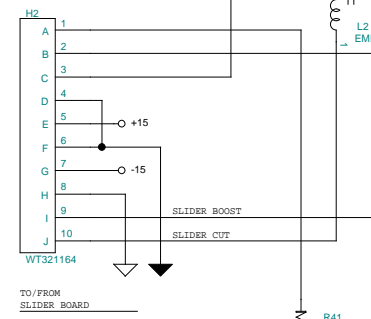 H2
A 1
B 2
C 3
D 4
E 5 +15
F 6
G 7 -15
H 8
I 9 SLIDER BOOST
J 10 SLIDER CUT
WT321164
TO/FROM
SLIDER BOARD
L2
1
R41